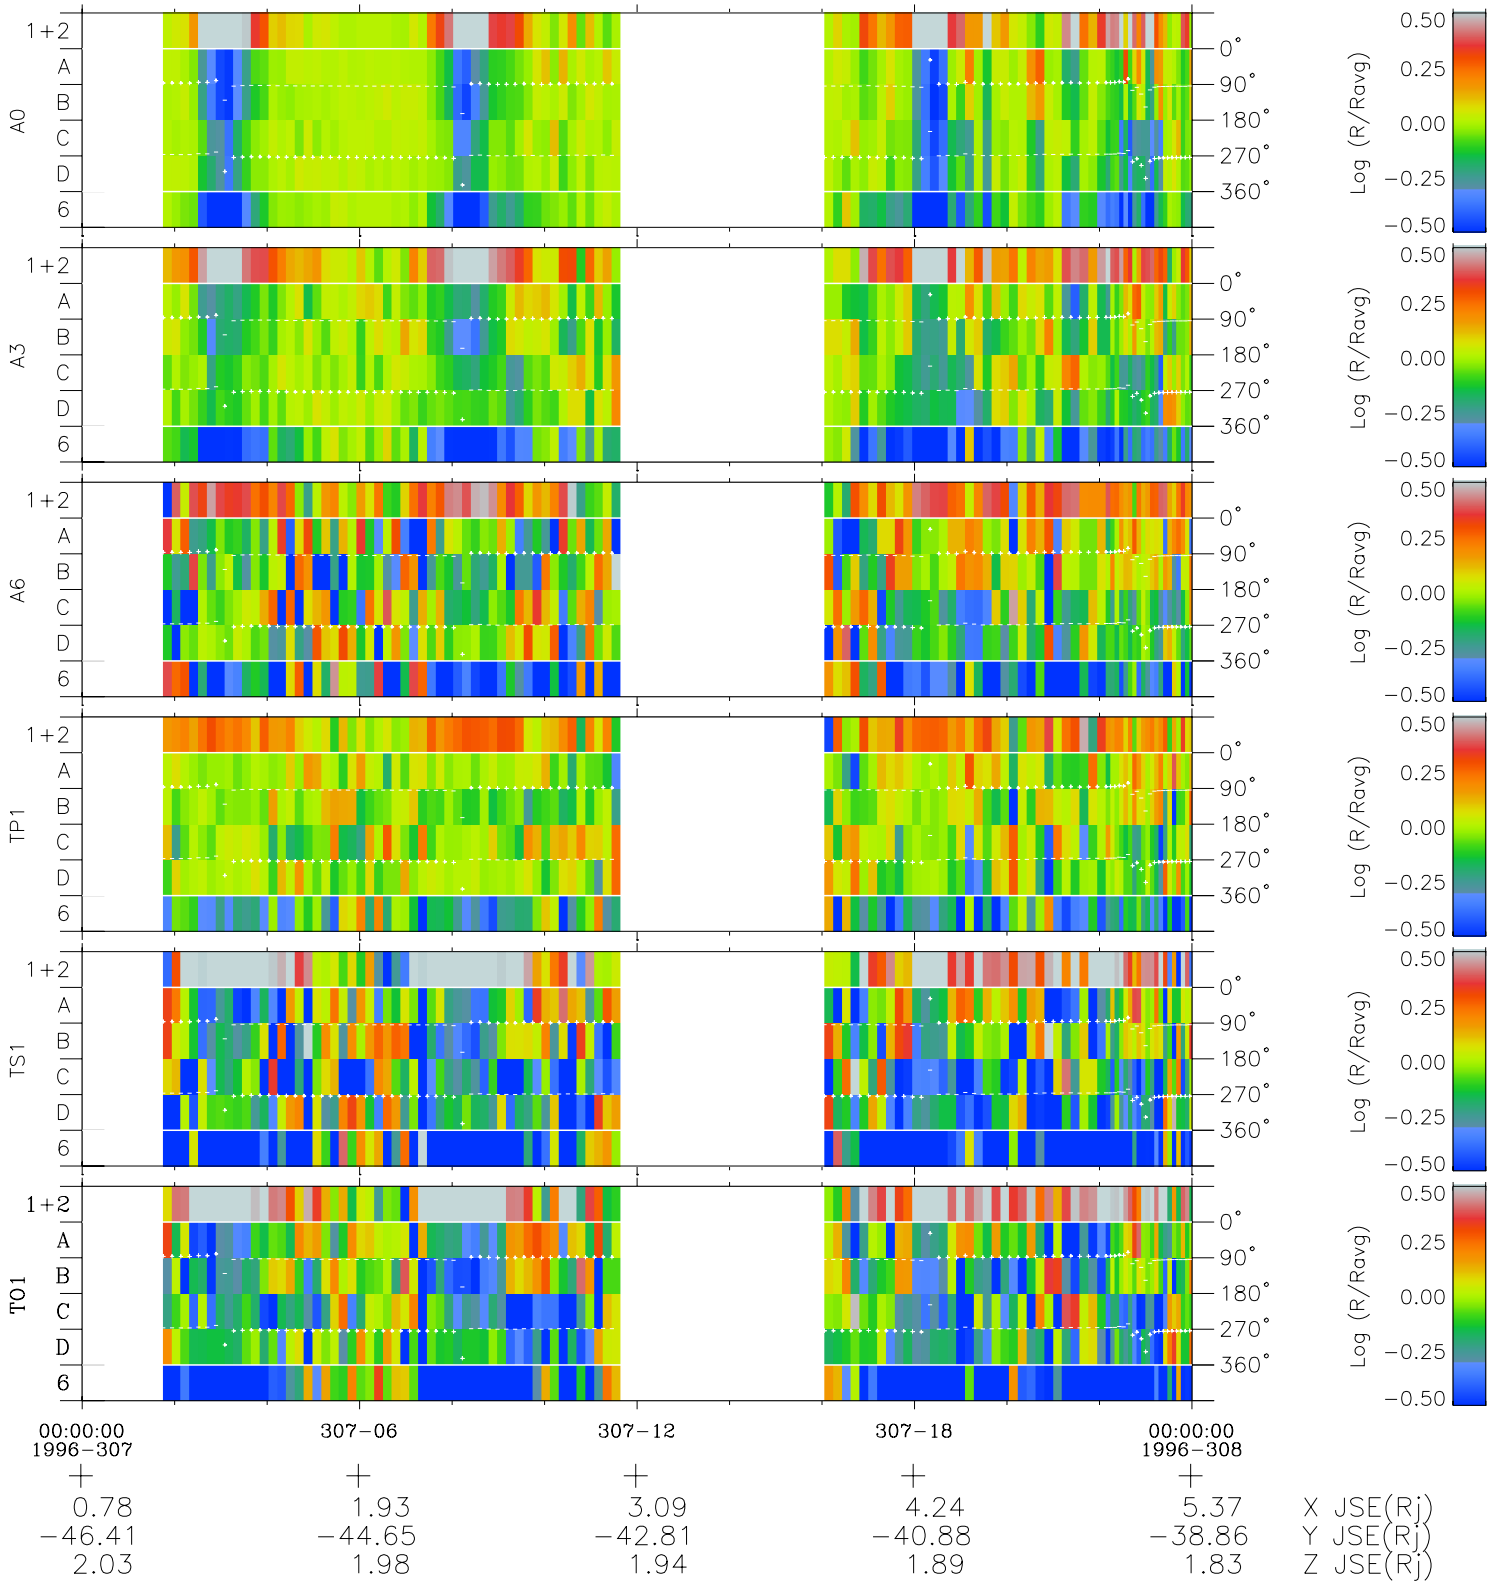 A0
1+2
A
B
C
D
6
0°
90°
180°
270°
360°
Log (R/Ravg)
0.50
0.25
0.00
−0.25
−0.50
A3
1+2
A
B
C
D
6
0°
90°
180°
270°
360°
Log (R/Ravg)
0.50
0.25
0.00
−0.25
−0.50
A6
1+2
A
B
C
D
6
0°
90°
180°
270°
360°
Log (R/Ravg)
0.50
0.25
0.00
−0.25
−0.50
TP1
1+2
A
B
C
D
6
0°
90°
180°
270°
360°
Log (R/Ravg)
0.50
0.25
0.00
−0.25
−0.50
TS1
1+2
A
B
C
D
6
0°
90°
180°
270°
360°
Log (R/Ravg)
0.50
0.25
0.00
−0.25
−0.50
TO1
1+2
A
B
C
D
6
0°
90°
180°
270°
360°
Log (R/Ravg)
0.50
0.25
0.00
−0.25
−0.50
00:00:00 307−06 307−12 307−18 00:00:00
1996−307 1996−308
0.78 1.93 3.09 4.24 5.37 X JSE(Rj)
−46.41 −44.65 −42.81 −40.88 −38.86 Y JSE(Rj)
2.03 1.98 1.94 1.89 1.83 Z JSE(Rj)